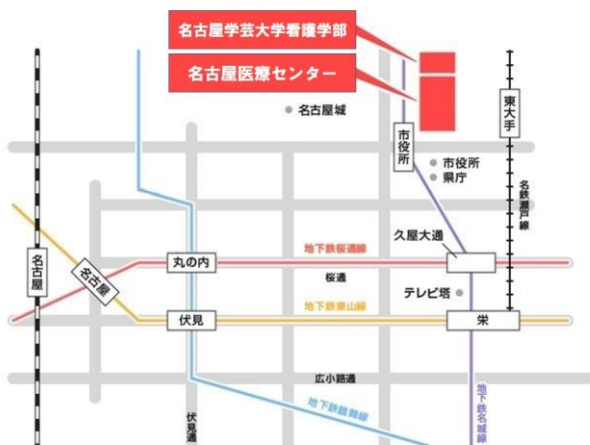 名古屋学芸大学看護学部
名古屋医療センター
名古屋城
市役所
東大手
市役所
県庁
名鉄瀬戸線
久屋大通
名古屋
名古屋
丸の内
地下鉄桜通線
桜通
テレビ塔
地下鉄東山線
伏見
栄
広小路通
地下鉄鶴舞線
伏見通
地下鉄名城線